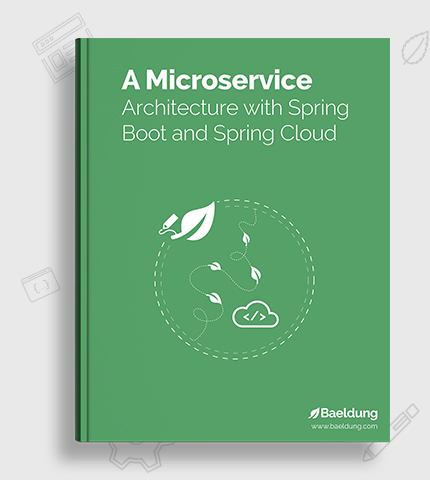 A Microservice
Architecture with Spring
Boot and Spring Cloud
</>
Baeldung
www.baeldung.com